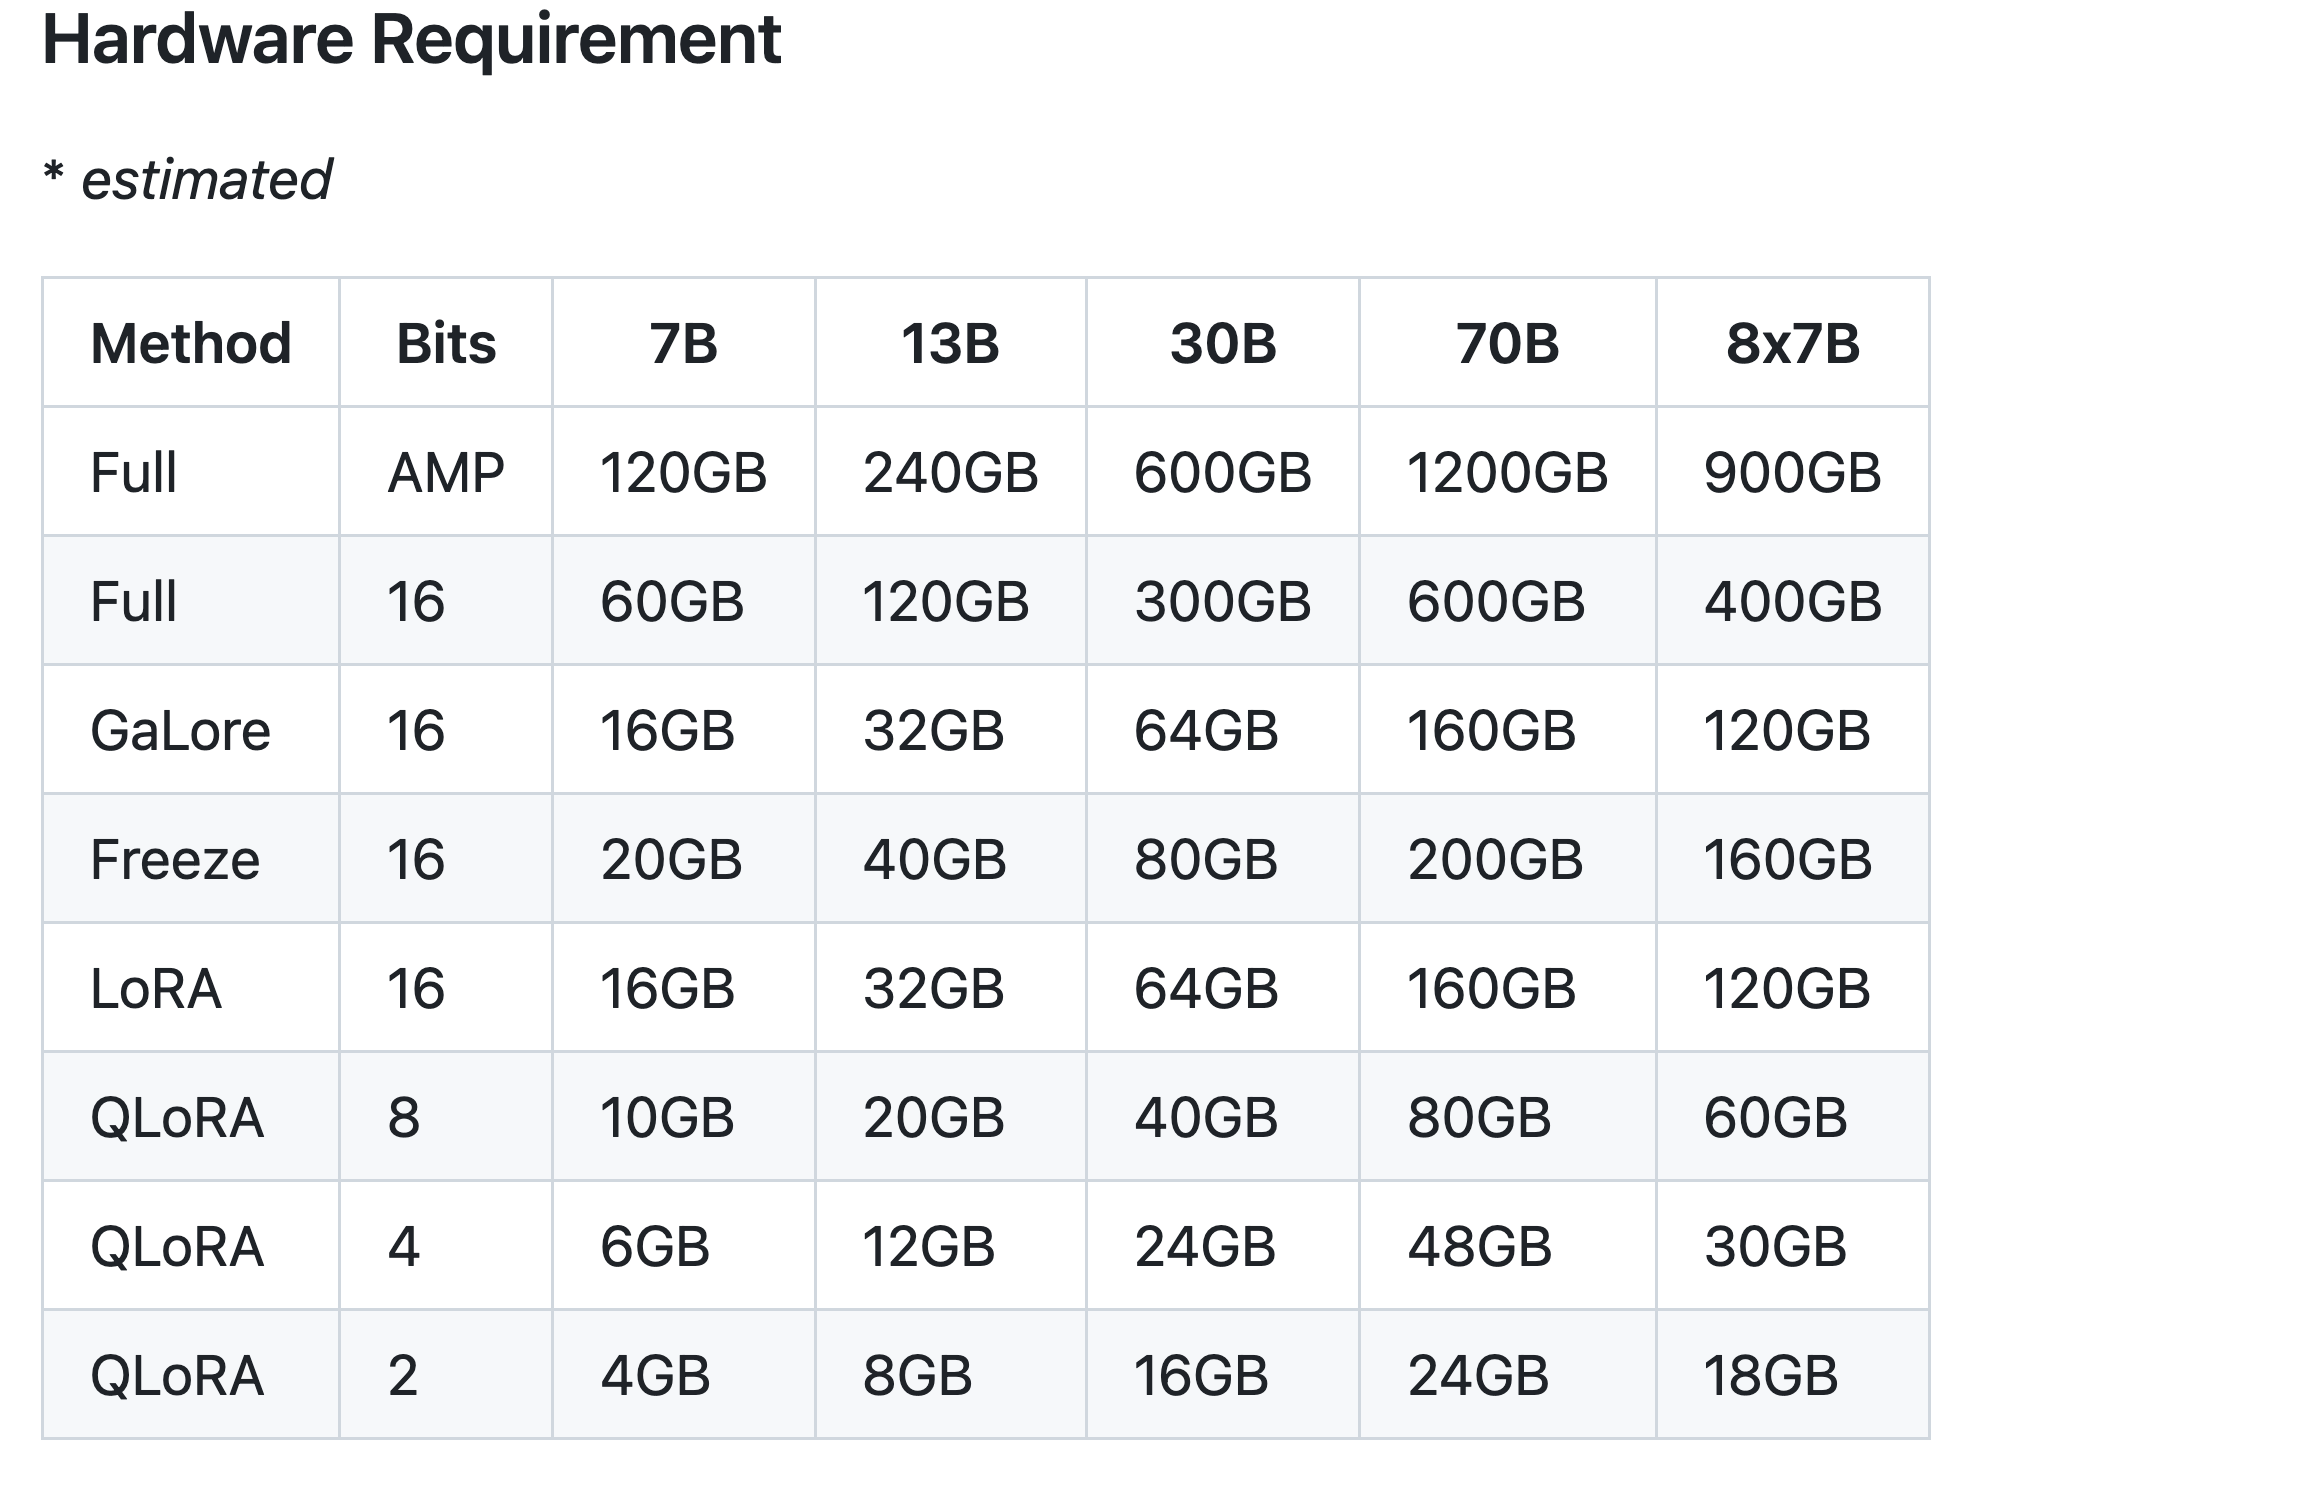 Hardware Requirement
* estimated
Method Bits 7B 13B 30B 70B 8x7B
Full AMP 120GB 240GB 600GB 1200GB 900GB
Full 16 60GB 120GB 300GB 600GB 400GB
GaLore 16 16GB 32GB 64GB 160GB 120GB
Freeze 16 20GB 40GB 80GB 200GB 160GB
LoRA 16 16GB 32GB 64GB 160GB 120GB
QLoRA 8 10GB 20GB 40GB 80GB 60GB
QLoRA 4 6GB 12GB 24GB 48GB 30GB
QLoRA 2 4GB 8GB 16GB 24GB 18GB